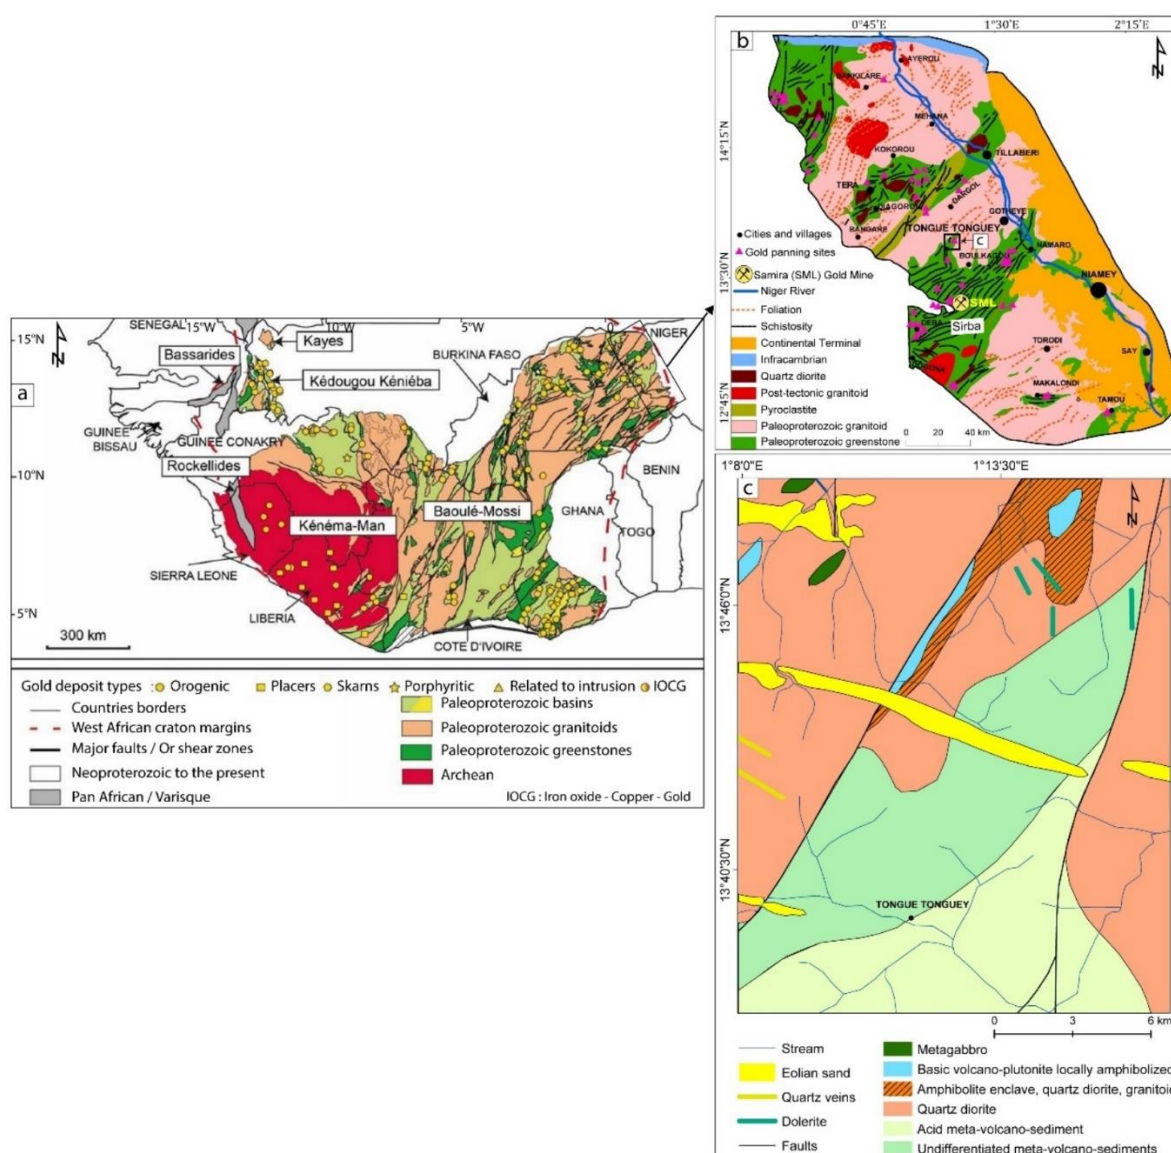 a
SENEGAL
15°W
10°W
5°W
0
NIGER
15°N
N
Kayes
Bassarides
BURKINA FASO
Kédougou Kéniéba
GUINEE
BISSAU
GUINEE CONAKRY
Rockellides
10°N
BENIN
GHANA
Baoulé-Mossi
Kénéma-Man
TOGO
SIERRA LEONE
LIBERIA
5°N
300 km
COTE D'IVOIRE
Gold deposit types :
Orogenic
Placers
Skarns
Porphyritic
Related to intrusion
IOCG
Countries borders
West African craton margins
Major faults / Or shear zones
Neoproterozoic to the present
Pan African / Varisque
Paleoproterozoic basins
Paleoproterozoic granitoids
Paleoproterozoic greenstones
Archean
IOCG : Iron oxide - Copper - Gold
b
0°45'E
1°30'E
2°15'E
N
14°15'N
13°30'N
12°45'N
AYEROU
MEHANA
KOKOROU
TILLABERI
TERA
DIAGOROU
DARGOL
BANGARE
GOTHEYE
TONGUE TONGUEY
C
NAMARO
BOULKAGOU
NIAMEY
SML
Sirba
TORODI
SAY
MAKALONDI
TAMOU
Cities and villages
Gold panning sites
Samira (SML) Gold Mine
Niger River
Foliation
Schistosity
Continental Terminal
Infracambrian
Quartz diorite
Post-tectonic granitoid
Pyroclastite
Paleoproterozoic granitoid
Paleoproterozoic greenstone
0 20 40 km
1°8'0"E
1°13'30"E
c
N
13°46'0"N
13°40'30"N
TONGUE TONGUEY
0 3 6 km
Stream
Eolian sand
Quartz veins
Dolerite
Faults
Metagabbro
Basic volcano-plutonite locally amphibolized
Amphibolite enclave, quartz diorite, granitoid
Quartz diorite
Acid meta-volcano-sediment
Undifferentiated meta-volcano-sediments